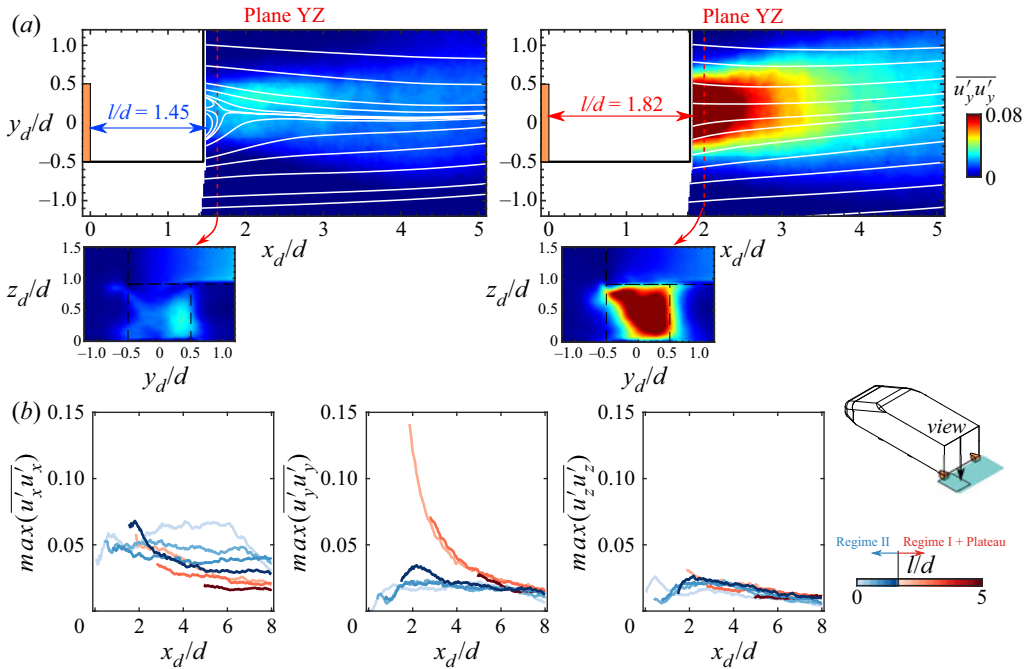 Plane YZ
Plane YZ
(a)
1.0
0.5
0
−0.5
−1.0
y_d/d
l/d = 1.45
0 1 2 3 4 5
x_d/d
1.0
0.5
0
−0.5
−1.0
l/d = 1.82
0 1 2 3 4 5
x_d/d
u′_y u′_y
0.08
0
1.5
1.0
0.5
0
z_d/d
−1.0 −0.5 0 0.5 1.0
y_d/d
1.5
1.0
0.5
0
z_d/d
−1.0 −0.5 0 0.5 1.0
y_d/d
(b)
0.15
0.10
0.05
0 2 4 6 8
max(u′_x u′_x)
x_d/d
0.15
0.10
0.05
0 2 4 6 8
max(u′_y u′_y)
x_d/d
0.15
0.10
0.05
0 2 4 6 8
max(u′_z u′_z)
x_d/d
view
Regime II
Regime I + Plateau
l/d
0 5